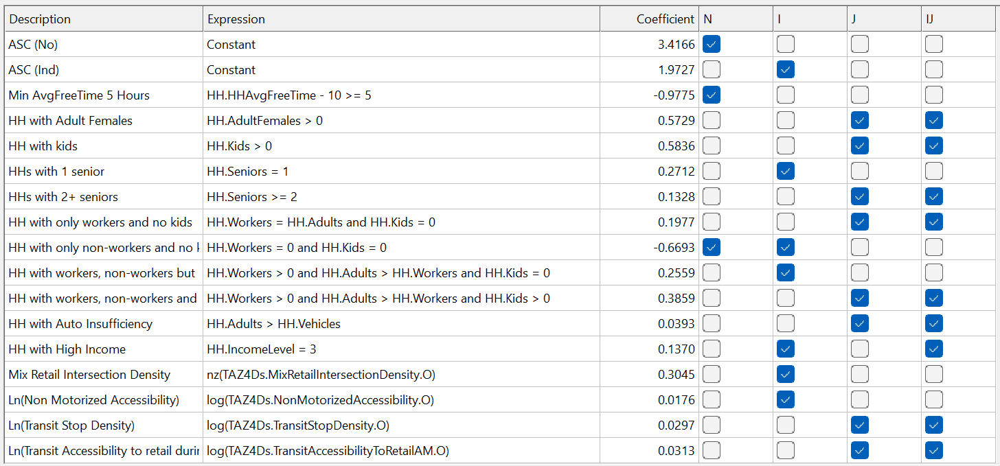 Description Expression Coefficient N I J IJ
ASC (No) Constant 3.4166
ASC (Ind) Constant 1.9727
Min AvgFreeTime 5 Hours HH.HHAvgFreeTime - 10 >= 5 -0.9775
HH with Adult Females HH.AdultFemales > 0 0.5729
HH with kids HH.Kids > 0 0.5836
HHs with 1 senior HH.Seniors = 1 0.2712
HHs with 2+ seniors HH.Seniors >= 2 0.1328
HH with only workers and no kids HH.Workers = HH.Adults and HH.Kids = 0 0.1977
HH with only non-workers and no HH.Workers = 0 and HH.Kids = 0 -0.6693
HH with workers, non-workers but HH.Workers > 0 and HH.Adults > HH.Workers and HH.Kids = 0 0.2559
HH with workers, non-workers and HH.Workers > 0 and HH.Adults > HH.Workers and HH.Kids > 0 0.3859
HH with Auto Insufficiency HH.Adults > HH.Vehicles 0.0393
HH with High Income HH.IncomeLevel = 3 0.1370
Mix Retail Intersection Density nz(TAZ4Ds.MixRetailIntersectionDensity.O) 0.3045
Ln(Non Motorized Accessibility) log(TAZ4Ds.NonMotorizedAccessibility.O) 0.0176
Ln(Transit Stop Density) log(TAZ4Ds.TransitStopDensity.O) 0.0297
Ln(Transit Accessibility to retail log(TAZ4Ds.TransitAccessibilityToRetailAM.O) 0.0313